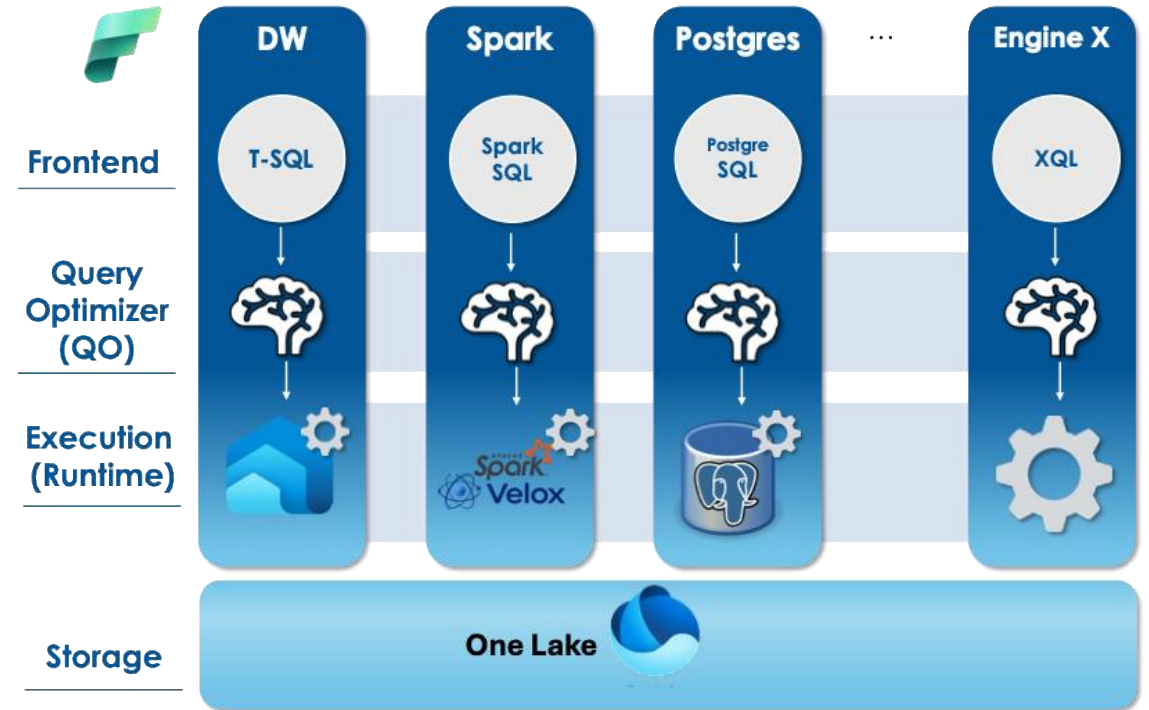 DW
Spark
Postgres
...
Engine X
Frontend
T-SQL
Spark
SQL
Postgre
SQL
XQL
Query
Optimizer
(QO)
Execution
(Runtime)
APACHE
Spark
Velox
Storage
One Lake